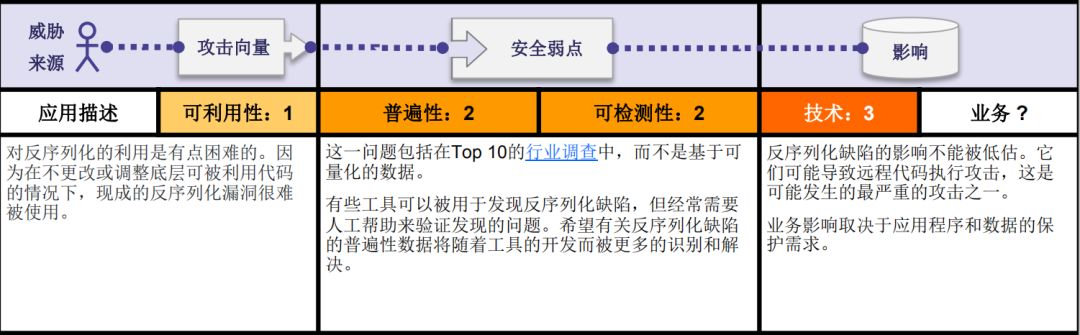 威胁
来源
攻击向量
安全弱点
影响
应用描述
可利用性：1
普遍性：2
可检测性：2
技术：3
业务 ?
对反序列化的利用是有点困难的。因
为在不更改或调整底层可被利用代码
的情况下，现成的反序列化漏洞很难
被使用。
这一问题包括在Top 10的行业调查中，而不是基于可
量化的数据。
有些工具可以被用于发现反序列化缺陷，但经常需要
人工帮助来验证发现的问题。希望有关反序列化缺陷
的普遍性数据将随着工具的开发而被更多的识别和解
决。
反序列化缺陷的影响不能被低估。它
们可能导致远程代码执行攻击，这是
可能发生的最严重的攻击之一。
业务影响取决于应用程序和数据的保
护需求。